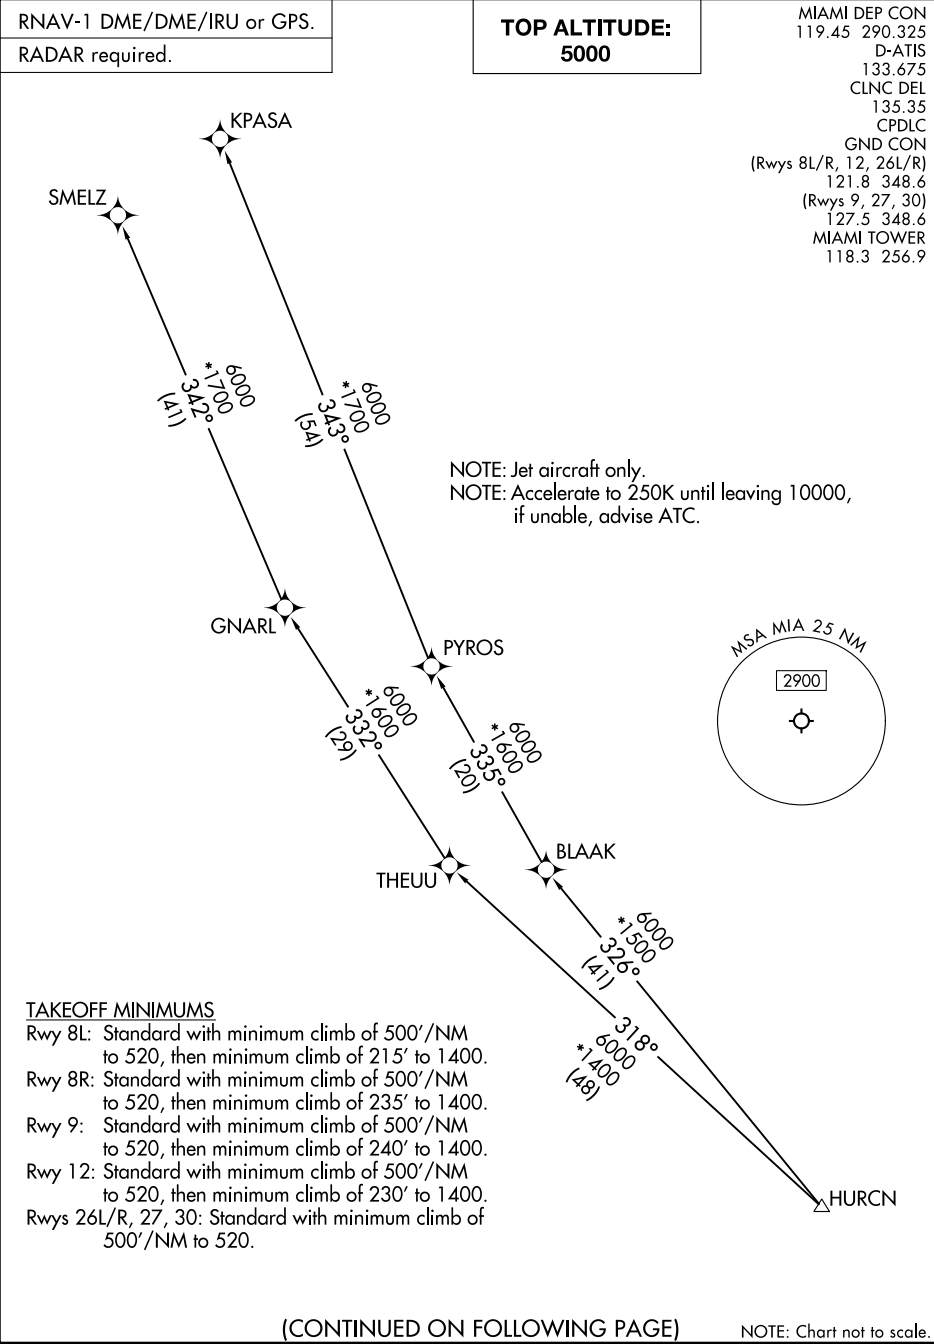 RNAV-1 DME/DME/IRU or GPS.
RADAR required.
TOP ALTITUDE:
5000
MIAMI DEP CON
119.45 290.325
D-ATIS
133.675
CLNC DEL
135.35
CPDLC
GND CON
(Rwys 8L/R, 12, 26L/R)
121.8 348.6
(Rwys 9, 27, 30)
127.5 348.6
MIAMI TOWER
118.3 256.9
KPASA
SMELZ
6000
*1700
342°
(41)
6000
*1700
343°
(54)
NOTE: Jet aircraft only.
NOTE: Accelerate to 250K until leaving 10000,
if unable, advise ATC.
GNARL
PYROS
MSA MIA 25 NM
2900
6000
*1600
332°
(29)
6000
*1600
335°
(20)
THEUU
BLAAK
6000
*1500
326°
(41)
318°
6000
*1400
(48)
HURCN
TAKEOFF MINIMUMS
Rwy 8L: Standard with minimum climb of 500'/NM
to 520, then minimum climb of 215' to 1400.
Rwy 8R: Standard with minimum climb of 500'/NM
to 520, then minimum climb of 235' to 1400.
Rwy 9: Standard with minimum climb of 500'/NM
to 520, then minimum climb of 240' to 1400.
Rwy 12: Standard with minimum climb of 500'/NM
to 520, then minimum climb of 230' to 1400.
Rwys 26L/R, 27, 30: Standard with minimum climb of
500'/NM to 520.
(CONTINUED ON FOLLOWING PAGE)
NOTE: Chart not to scale.